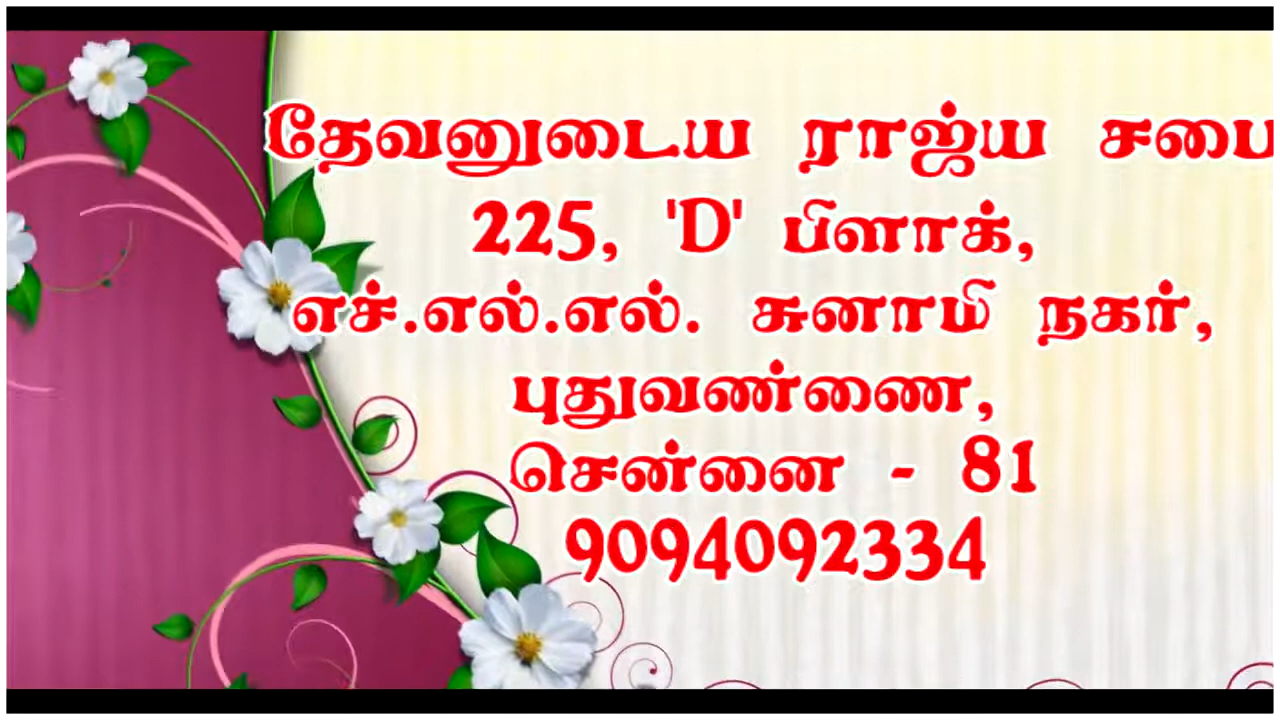 தேவனுடைய ராஜ்ய சபை
225, 'D' பிளாக்,
எச்.எல்.எல். சுனாமி நகர்,
புதுவண்ணை,
சென்னை - 81
9094092334